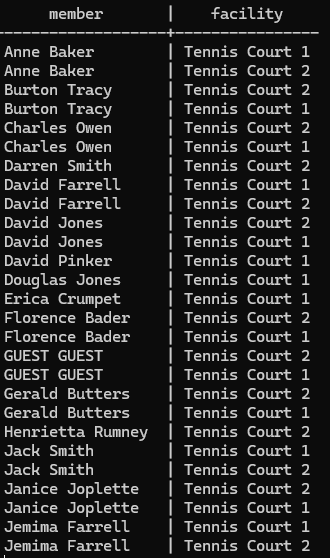 member | facility
------------------+----------------
Anne Baker | Tennis Court 1
Anne Baker | Tennis Court 2
Burton Tracy | Tennis Court 2
Burton Tracy | Tennis Court 1
Charles Owen | Tennis Court 2
Charles Owen | Tennis Court 1
Darren Smith | Tennis Court 2
David Farrell | Tennis Court 1
David Farrell | Tennis Court 2
David Jones | Tennis Court 2
David Jones | Tennis Court 1
David Pinker | Tennis Court 1
Douglas Jones | Tennis Court 1
Erica Crumpet | Tennis Court 1
Florence Bader | Tennis Court 2
Florence Bader | Tennis Court 1
GUEST GUEST | Tennis Court 2
GUEST GUEST | Tennis Court 1
Gerald Butters | Tennis Court 2
Gerald Butters | Tennis Court 1
Henrietta Rumney | Tennis Court 2
Jack Smith | Tennis Court 1
Jack Smith | Tennis Court 2
Janice Joplette | Tennis Court 2
Janice Joplette | Tennis Court 1
Jemima Farrell | Tennis Court 1
Jemima Farrell | Tennis Court 2